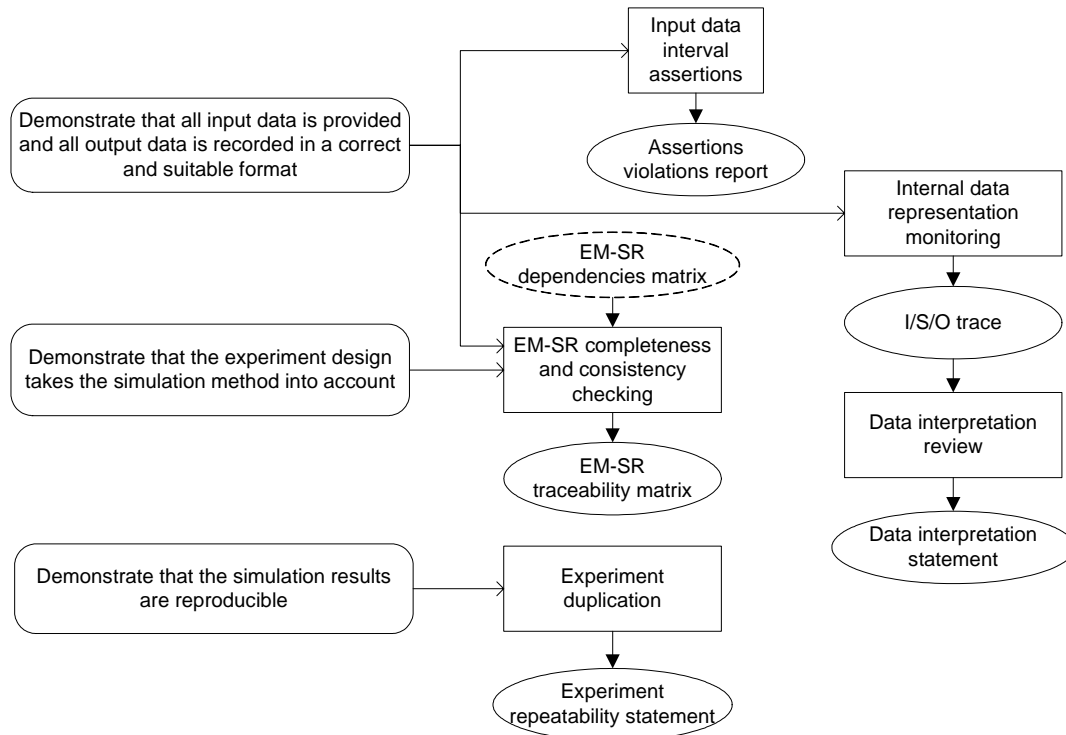 Input data
interval
assertions
Demonstrate that all input data is provided
and all output data is recorded in a correct
and suitable format
Assertions
violations report
Internal data
representation
monitoring
EM-SR
dependencies matrix
I/S/O trace
Demonstrate that the experiment design
takes the simulation method into account
EM-SR completeness
and consistency
checking
Data interpretation
review
EM-SR
traceability matrix
Data interpretation
statement
Demonstrate that the simulation results
are reproducible
Experiment
duplication
Experiment
repeatability statement